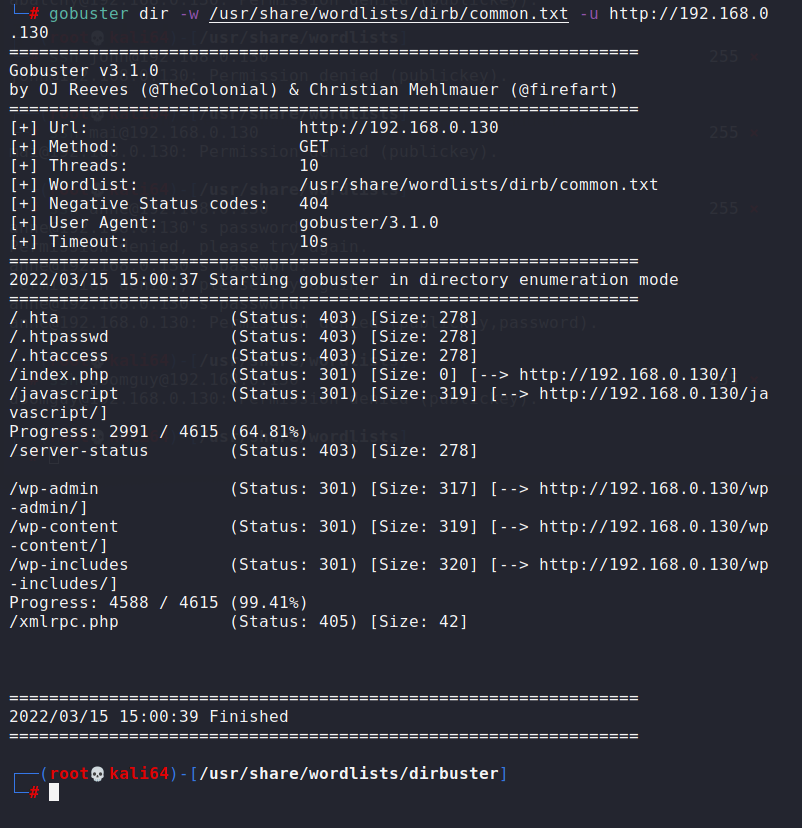 └─# gobuster dir -w /usr/share/wordlists/dirb/common.txt -u http://192.168.0
.130
===============================================================
Gobuster v3.1.0
by OJ Reeves (@TheColonial) & Christian Mehlmauer (@firefart)
===============================================================
[+] Url:                     http://192.168.0.130
[+] Method:                  GET
[+] Threads:                 10
[+] Wordlist:                /usr/share/wordlists/dirb/common.txt
[+] Negative Status codes:   404
[+] User Agent:              gobuster/3.1.0
[+] Timeout:                 10s
===============================================================
2022/03/15 15:00:37 Starting gobuster in directory enumeration mode
===============================================================
/.hta                 (Status: 403) [Size: 278]
/.htpasswd            (Status: 403) [Size: 278]
/.htaccess            (Status: 403) [Size: 278]
/index.php            (Status: 301) [Size: 0] [--> http://192.168.0.130/]
/javascript           (Status: 301) [Size: 319] [--> http://192.168.0.130/ja
vascript/]
Progress: 2991 / 4615 (64.81%)
/server-status        (Status: 403) [Size: 278]
/wp-admin             (Status: 301) [Size: 317] [--> http://192.168.0.130/wp
-admin/]
/wp-content           (Status: 301) [Size: 319] [--> http://192.168.0.130/wp
-content/]
/wp-includes          (Status: 301) [Size: 320] [--> http://192.168.0.130/wp
-includes/]
Progress: 4588 / 4615 (99.41%)
/xmlrpc.php           (Status: 405) [Size: 42]
===============================================================
2022/03/15 15:00:39 Finished
===============================================================
┌──(root💀kali64)-[/usr/share/wordlists/dirbuster]
└─#